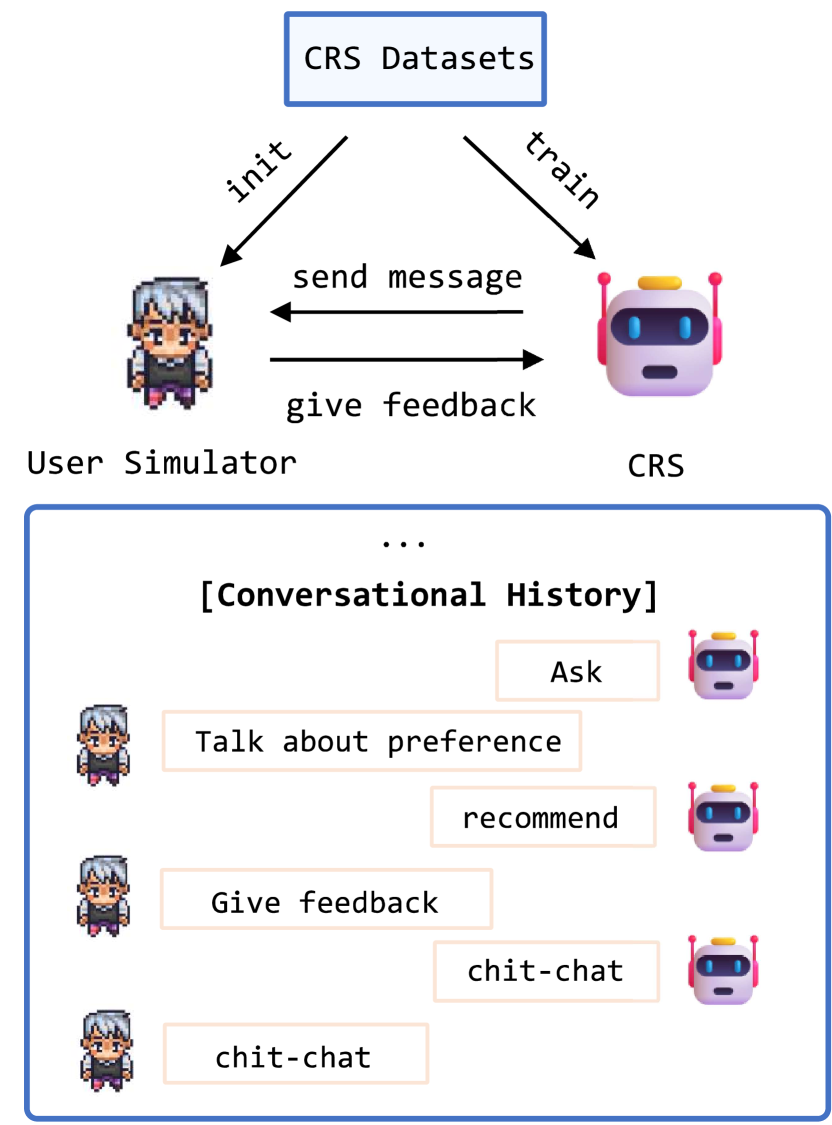 CRS Datasets
init
train
send message
give feedback
User Simulator
CRS
...
[Conversational History]
Ask
Talk about preference
recommend
Give feedback
chit-chat
chit-chat